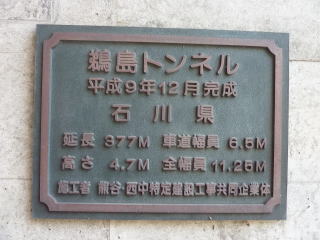 鵜島トンネル
平成9年12月完成
石川県
延長 377M 車道幅員 6.5M
高さ 4.7M 全幅員 11.25M
施工者 熊谷・西中特定建設工事共同企業体